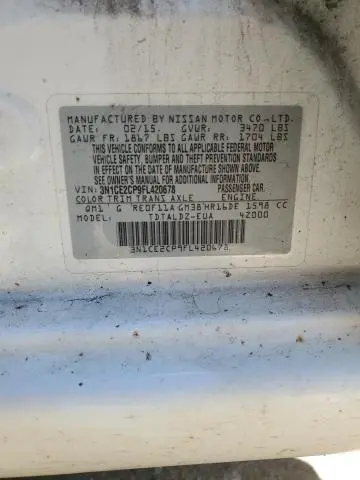 MANUFACTURED BY NISSAN MOTOR CO.,LTD.
DATE: 02/15 GVWR: 3470 LBS
GAWR FR: 1867 LBS GAWR RR: 1704 LBS
THIS VEHICLE CONFORMS TO ALL APPLICABLE
FEDERAL MOTOR VEHICLE
SAFETY, BUMPER AND THEFT PREVENTION
STANDARDS IN EFFECT ON THE
DATE OF MANUFACTURE SHOWN ABOVE.
SEE OWNER'S MANUAL FOR ADDITIONAL INFORMATION.
VIN: 3N1CE2CP9FL420678 PASSENGER CAR.
COLOR TRIM TRANS AXLE ENGINE
QM1 G RE0F11A GM38 HR16DE 1598 CC
MODEL: TDTALDZ-EUA 42000
3N1CE2CP9FL420678